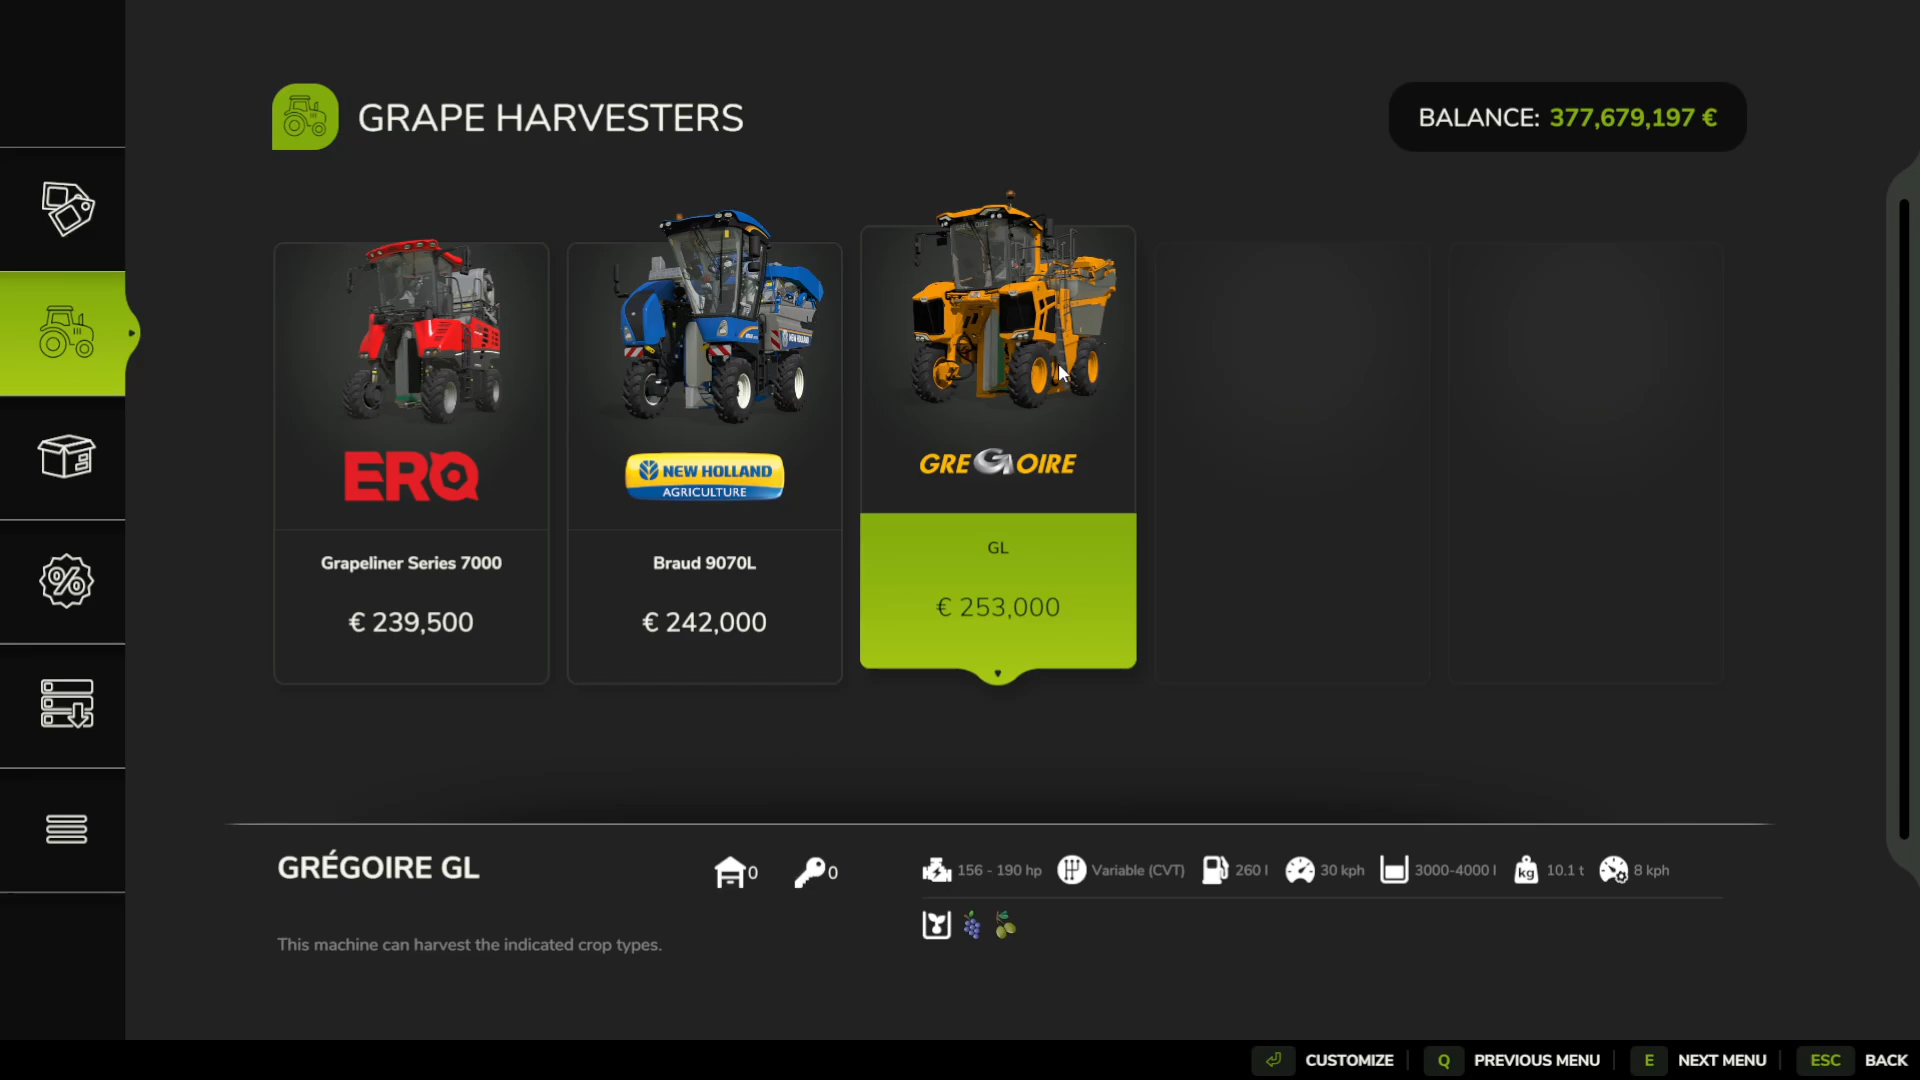 GRAPE HARVESTERS
BALANCE: 377,679,197 €
ERO
NEW HOLLAND
AGRICULTURE
GREGOIRE
Grapeliner Series 7000
€ 239,500
Braud 9070L
€ 242,000
GL
€ 253,000
GRÉGOIRE GL
0
0
156 - 190 hp
Variable (CVT)
260 l
30 kph
3000-4000 l
kg
10.1 t
8 kph
This machine can harvest the indicated crop types.
CUSTOMIZE
Q PREVIOUS MENU
E NEXT MENU
ESC BACK